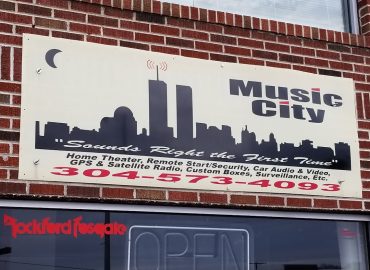 Music
City
"Sounds Right the First Time"
Home Theater, Remote Start/Security, Car Audio & Video,
GPS & Satellite Radio, Custom Boxes, Surveillance, Etc.
304-573-4093
Rockford Fosgate
OPEN